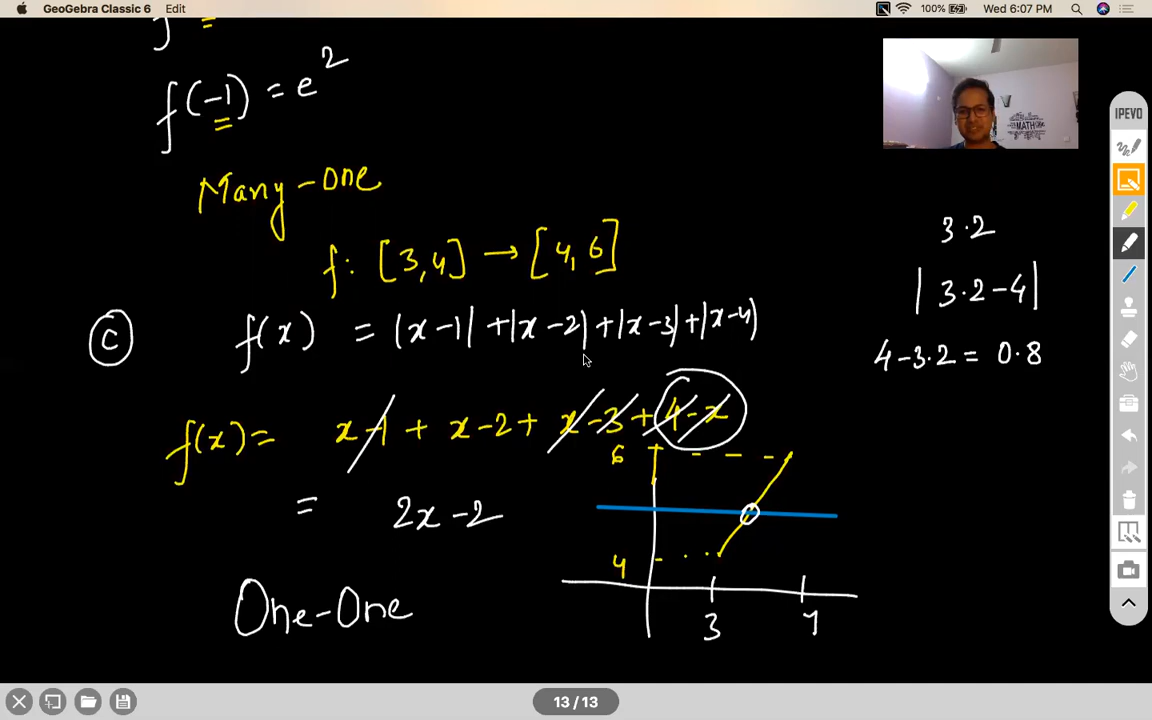 GeoGebra Classic 6 Edit
100% Wed 6:07 PM
f(-1) = e^2
Many-one
f: [3,4] → [4,6]
C f(x) = |x-1| + |x-2| + |x-3| + |x-4|
f(x) = x-1 + x-2 + x-3 + 4-x
= 2x-2
One-One
6
4
3 4
3.2
|3.2-4|
4-3.2 = 0.8
MATH
IPEVO
13 / 13